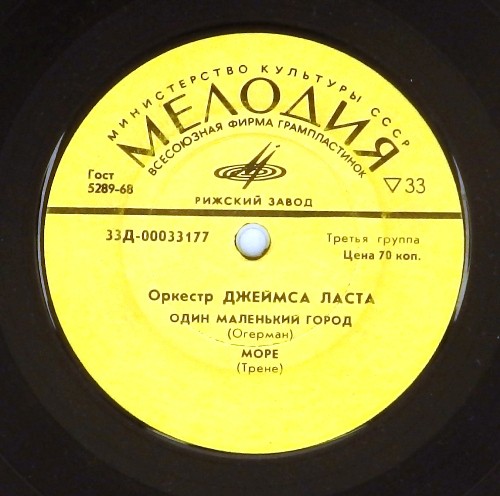 МИНИСТЕРСТВО КУЛЬТУРЫ СССР
МЕЛОДИЯ
ВСЕСОЮЗНАЯ ФИРМА ГРАМПЛАСТИНОК
Гост
5289-68
▽33
РИЖСКИЙ ЗАВОД
33Д-00033177
Третья группа
Цена 70 коп.
Оркестр ДЖЕЙМСА ЛАСТА
ОДИН МАЛЕНЬКИЙ ГОРОД
(Огерман)
МОРЕ
(Трене)